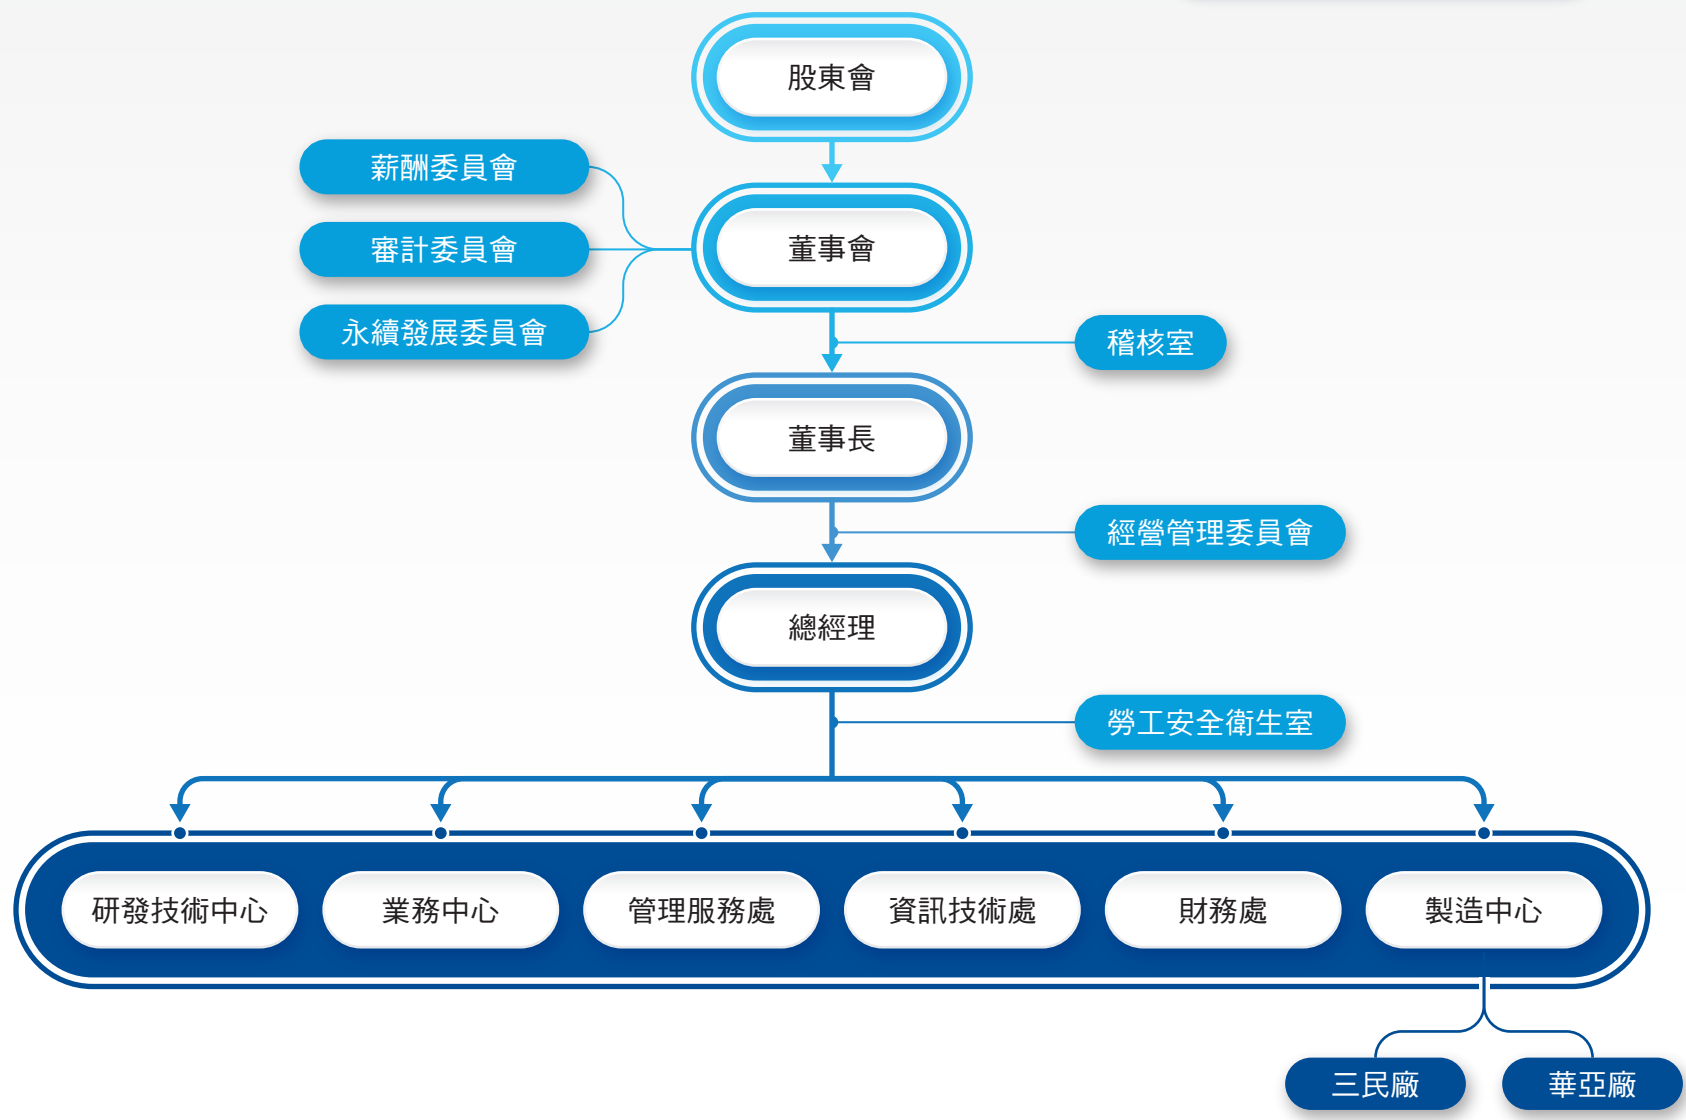 股東會
薪酬委員會
董事會
審計委員會
永續發展委員會
稽核室
董事長
經營管理委員會
總經理
勞工安全衛生室
研發技術中心
業務中心
管理服務處
資訊技術處
財務處
製造中心
三民廠
華亞廠